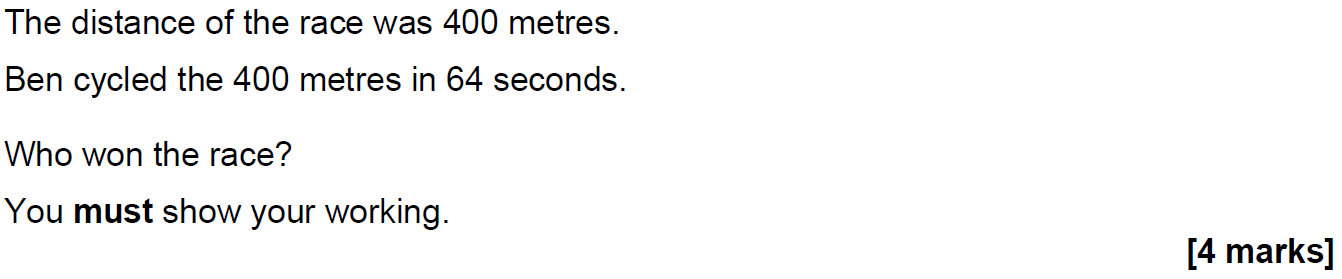 The distance of the race was 400 metres.
Ben cycled the 400 metres in 64 seconds.
Who won the race?
You must show your working.
[4 marks]